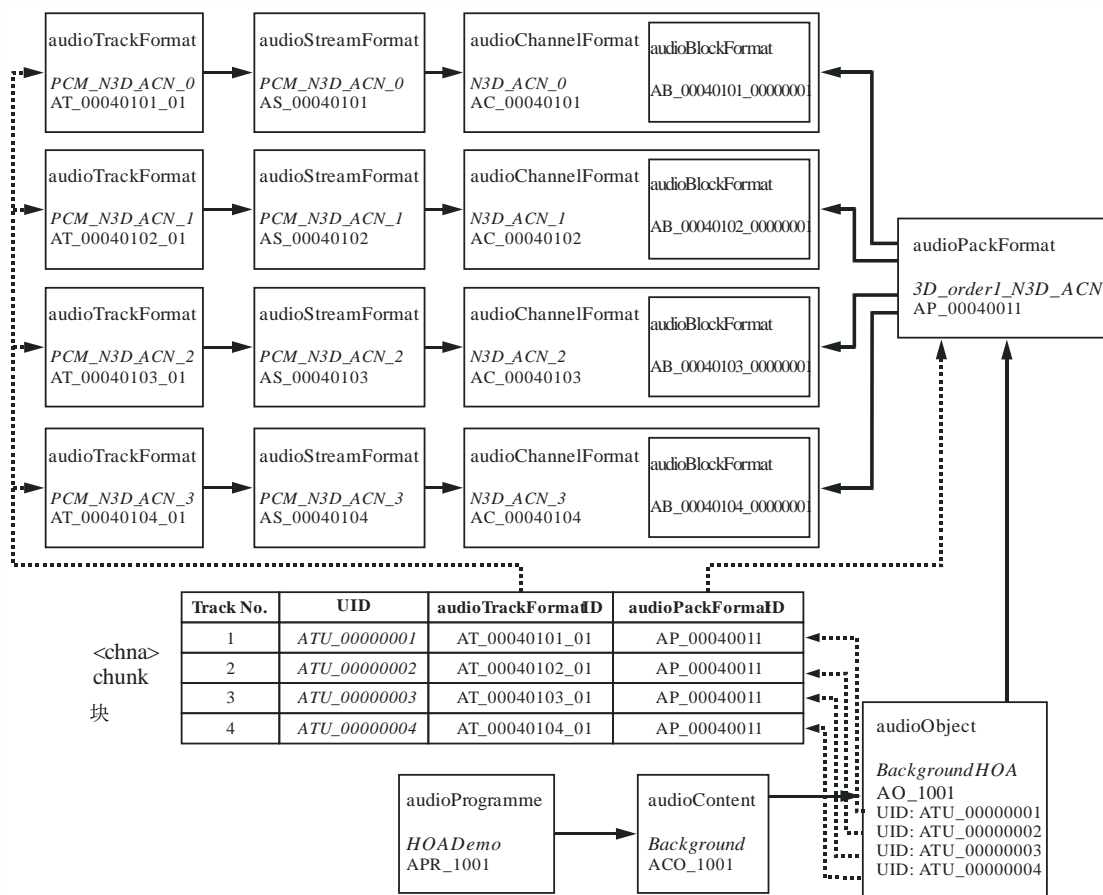 audioTrackFormat
PCM_N3D_ACN_0
AT_00040101_01
audioStreamFormat
PCM_N3D_ACN_0
AS_00040101
audioChannelFormat
N3D_ACN_0
AC_00040101
audioBlockFormat
AB_00040101_00000001
audioTrackFormat
PCM_N3D_ACN_1
AT_00040102_01
audioStreamFormat
PCM_N3D_ACN_1
AS_00040102
audioChannelFormat
N3D_ACN_1
AC_00040102
audioBlockFormat
AB_00040102_00000001
audioPackFormat
3D_order1_N3D_ACN
AP_00040011
audioTrackFormat
PCM_N3D_ACN_2
AT_00040103_01
audioStreamFormat
PCM_N3D_ACN_2
AS_00040103
audioChannelFormat
N3D_ACN_2
AC_00040103
audioBlockFormat
AB_00040103_00000001
audioTrackFormat
PCM_N3D_ACN_3
AT_00040104_01
audioStreamFormat
PCM_N3D_ACN_3
AS_00040104
audioChannelFormat
N3D_ACN_3
AC_00040104
audioBlockFormat
AB_00040104_00000001
<chna>
chunk
块
Track No. UID audioTrackFormatID audioPackFormatID
1 ATU_00000001 AT_00040101_01 AP_00040011
2 ATU_00000002 AT_00040102_01 AP_00040011
3 ATU_00000003 AT_00040103_01 AP_00040011
4 ATU_00000004 AT_00040104_01 AP_00040011
audioProgramme
HOADemo
APR_1001
audioContent
Background
ACO_1001
audioObject
BackgroundHOA
AO_1001
UID: ATU_00000001
UID: ATU_00000002
UID: ATU_00000003
UID: ATU_00000004